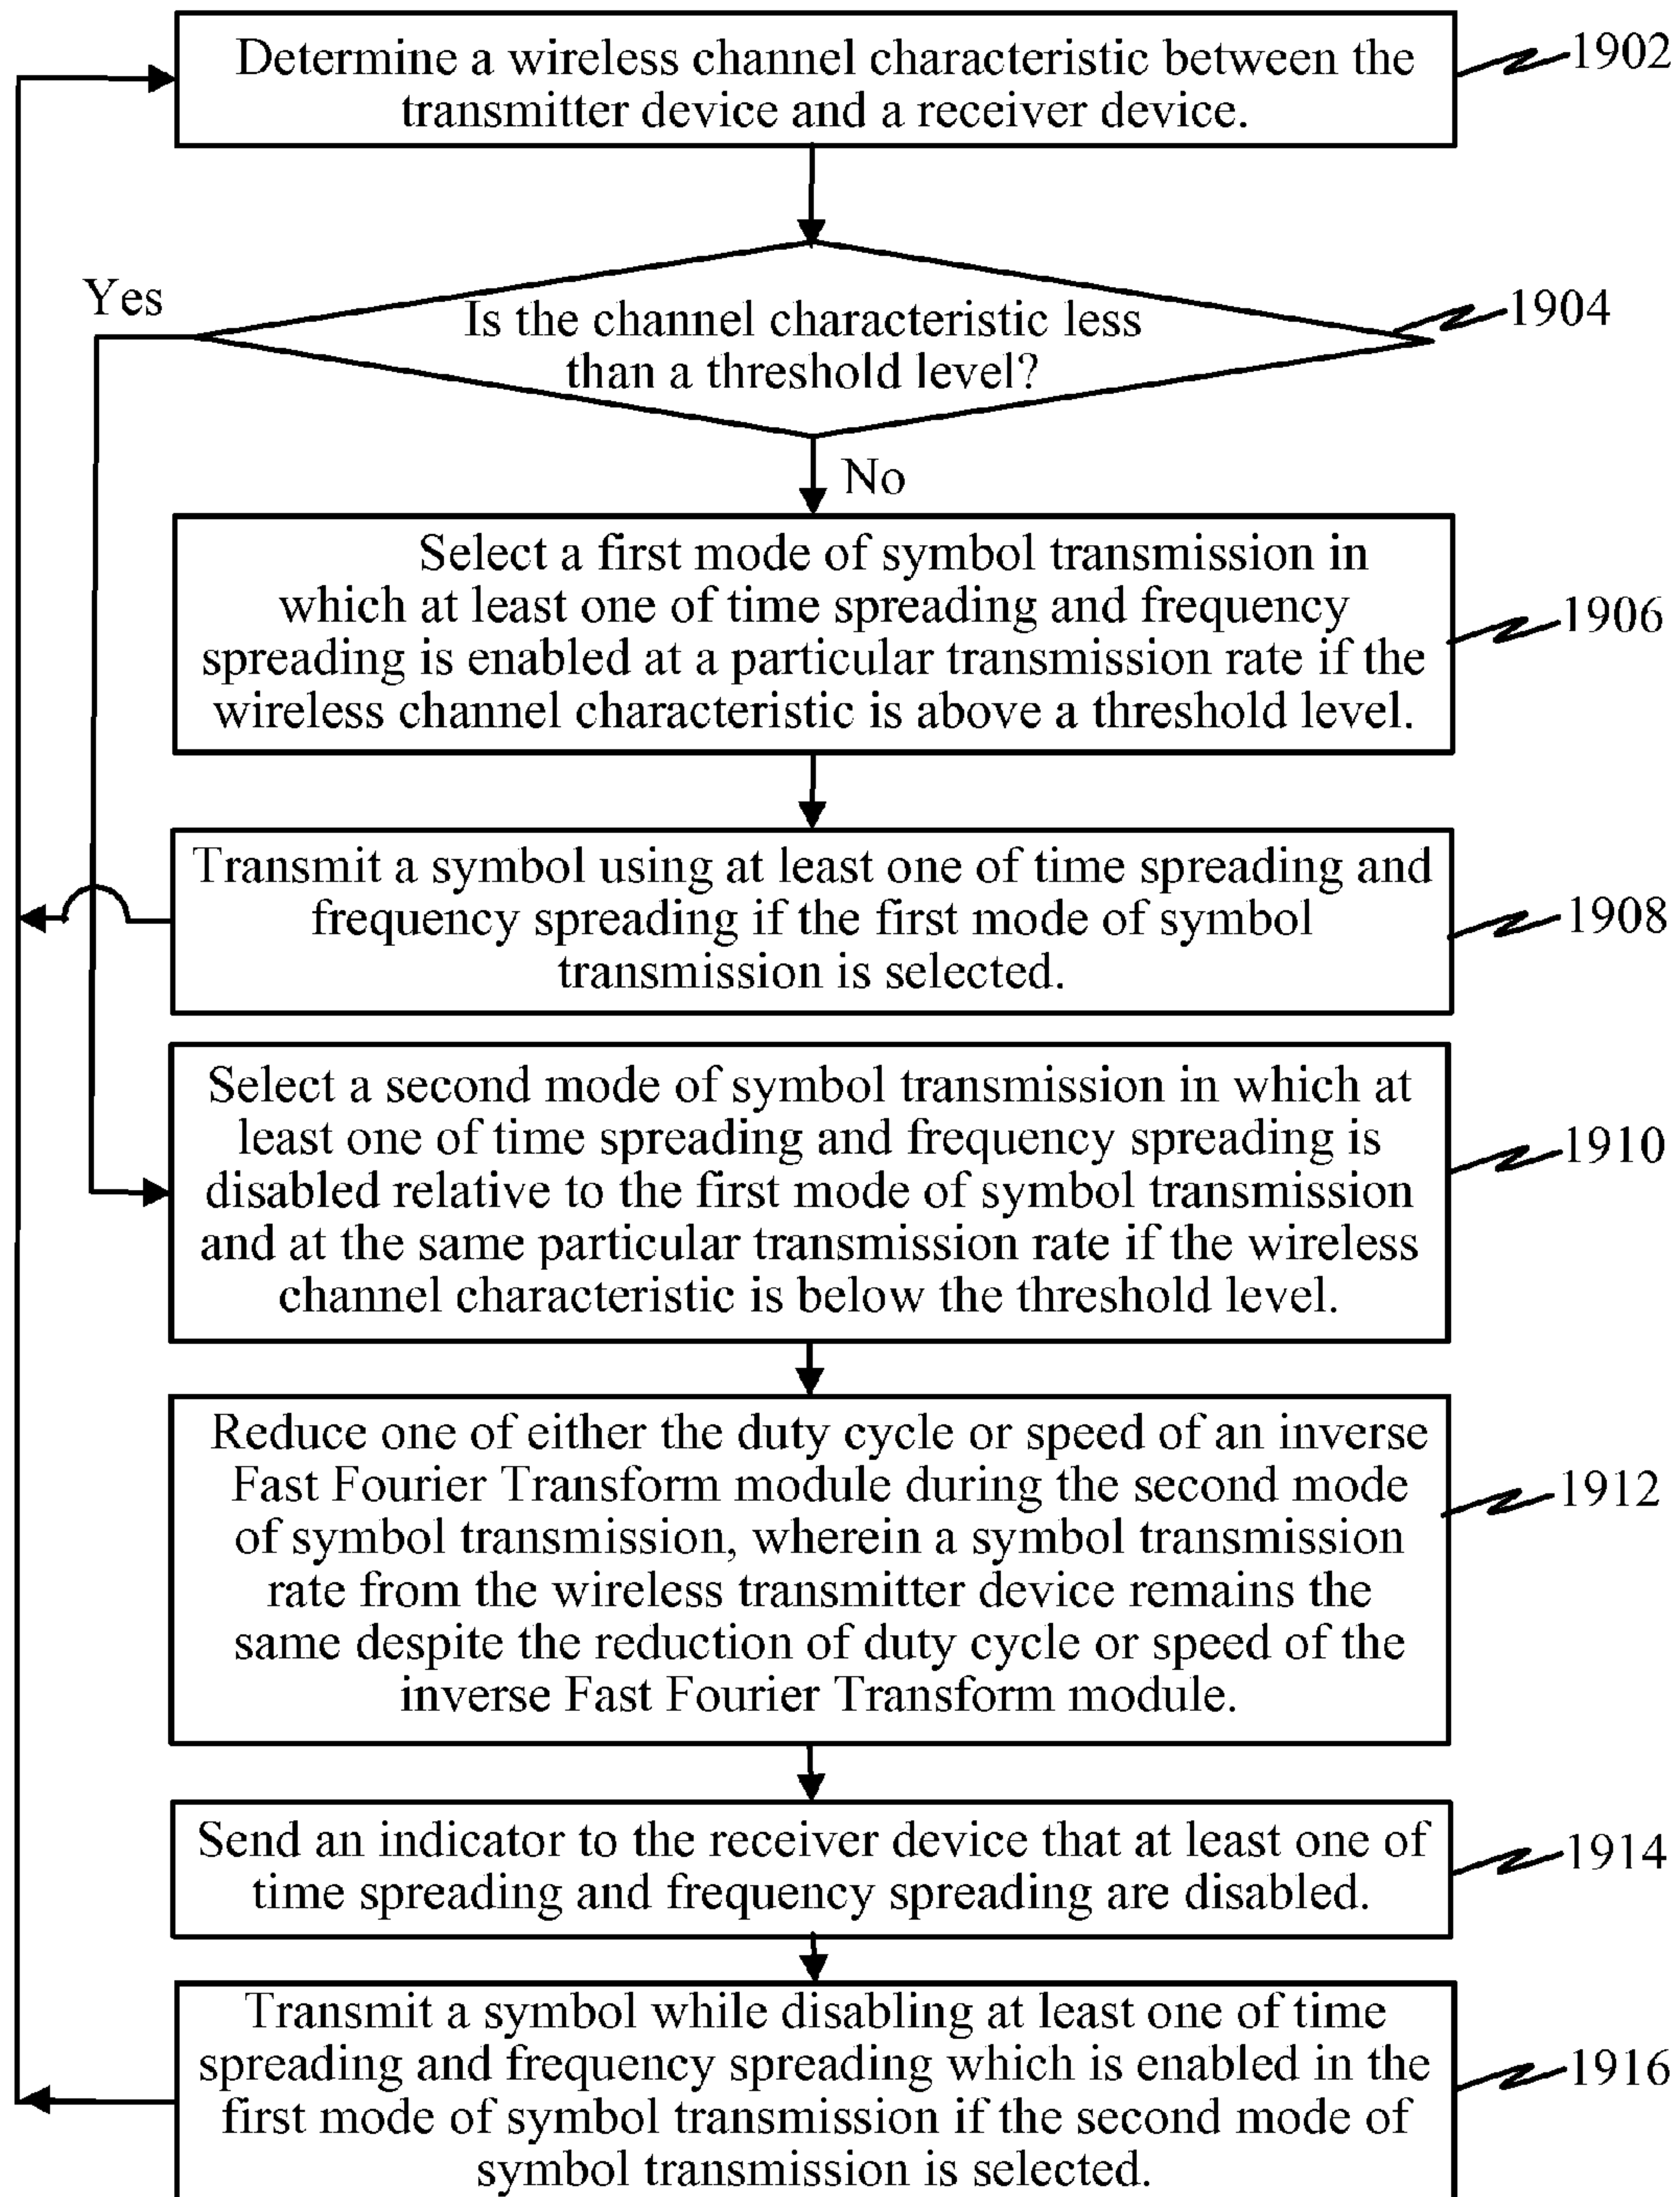 Determine a wireless channel characteristic between the
transmitter device and a receiver device.
1902
Yes
Is the channel characteristic less
than a threshold level?
1904
No
Select a first mode of symbol transmission in
which at least one of time spreading and frequency
spreading is enabled at a particular transmission rate if the
wireless channel characteristic is above a threshold level.
1906
Transmit a symbol using at least one of time spreading and
frequency spreading if the first mode of symbol
transmission is selected.
1908
Select a second mode of symbol transmission in which at
least one of time spreading and frequency spreading is
disabled relative to the first mode of symbol transmission
and at the same particular transmission rate if the wireless
channel characteristic is below the threshold level.
1910
Reduce one of either the duty cycle or speed of an inverse
Fast Fourier Transform module during the second mode
of symbol transmission, wherein a symbol transmission
rate from the wireless transmitter device remains the
same despite the reduction of duty cycle or speed of the
inverse Fast Fourier Transform module.
1912
Send an indicator to the receiver device that at least one of
time spreading and frequency spreading are disabled.
1914
Transmit a symbol while disabling at least one of time
spreading and frequency spreading which is enabled in the
first mode of symbol transmission if the second mode of
symbol transmission is selected.
1916